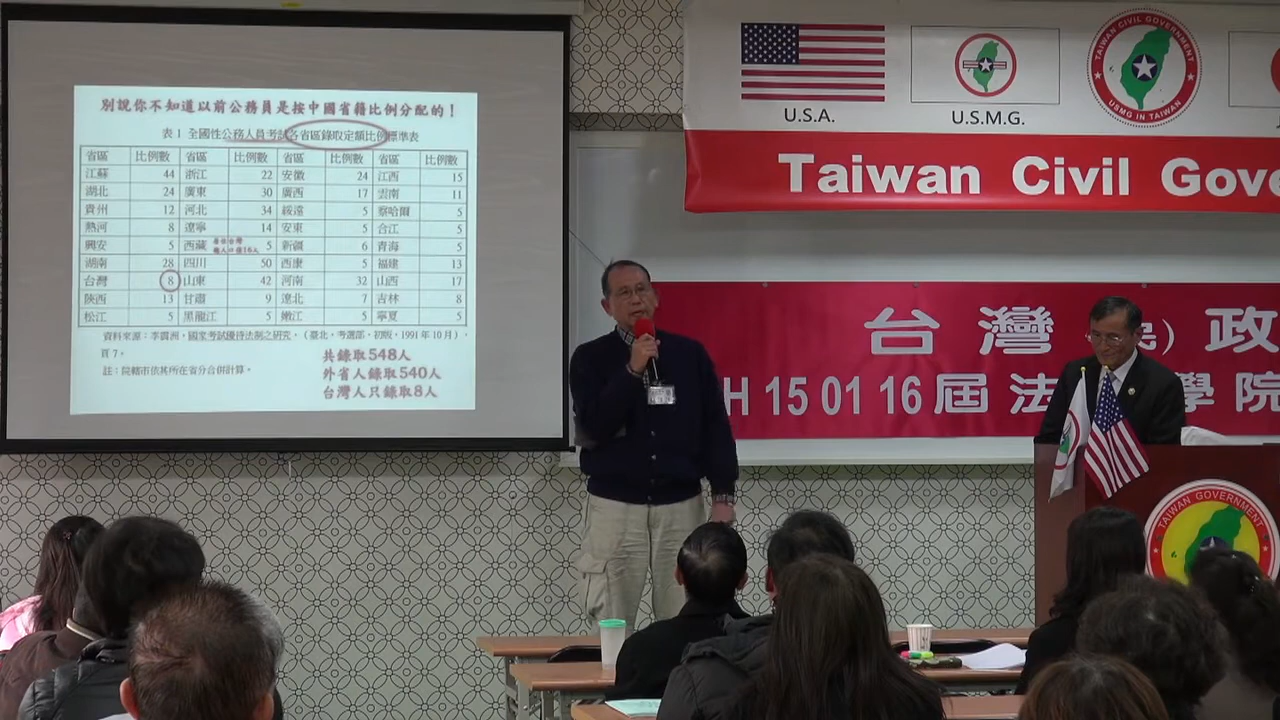 別說你不知道以前公務員是按中國省籍比例分配的！
表 1 全國性公務人員考試各省區錄取定額比例標準表
省區 比例數 省區 比例數 省區 比例數 省區 比例數
江蘇 44 浙江 22 安徽 24 江西 15
湖北 24 廣東 30 廣西 17 雲南 11
貴州 12 河北 34 綏遠 5 察哈爾 5
熱河 8 遼寧 14 安東 5 合江 5
興安 5 西藏 5 新疆 6 青海 5
湖南 28 四川 50 西康 5 福建 13
台灣 8 山東 42 河南 32 山西 17
陝西 13 甘肅 9 遼北 7 吉林 8
松江 5 黑龍江 5 嫩江 5 寧夏 5
資料來源：李震洲，國家考試優待法制之研究，（臺北，考選部，初版，1991 年 10 月），
頁 7。
註：院轄市依其所在省分合併計算。
共錄取548人
外省人錄取540人
台灣人只錄取8人
U.S.A.
U.S.M.G.
TAIWAN CIVIL GOVERNMENT
USMG IN TAIWAN
Taiwan Civil Gove
台灣 民）政
H 15 01 16屆法 學院
TAIWAN GOVERNMENT